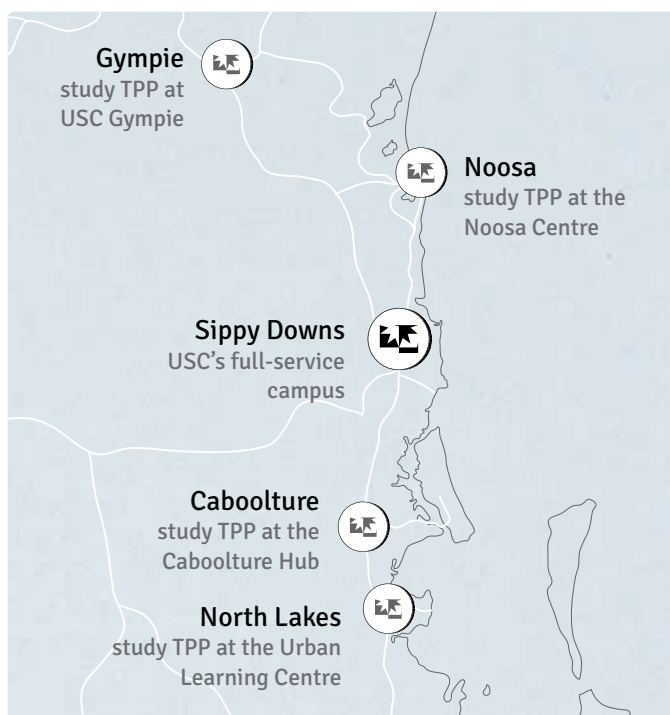 Gympie
study TPP at
USC Gympie
Noosa
study TPP at the
Noosa Centre
Sippy Downs
USC’s full-service
campus
Caboolture
study TPP at the
Caboolture Hub
North Lakes
study TPP at the Urban
Learning Centre